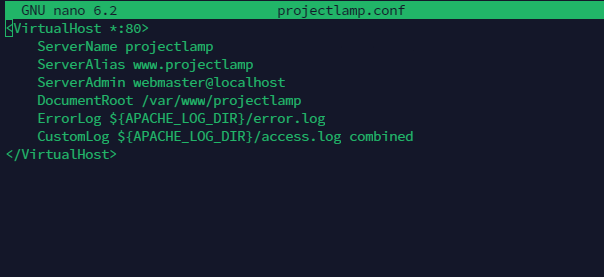 GNU nano 6.2 projectlamp.conf
<VirtualHost *:80>
ServerName projectlamp
ServerAlias www.projectlamp
ServerAdmin webmaster@localhost
DocumentRoot /var/www/projectlamp
ErrorLog ${APACHE_LOG_DIR}/error.log
CustomLog ${APACHE_LOG_DIR}/access.log combined
</VirtualHost>